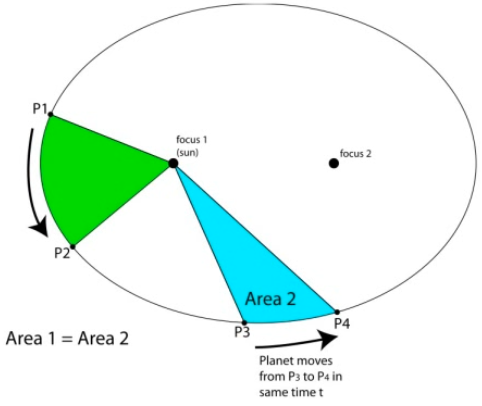 P1
focus 1
(sun)
focus 2
P2
Area 2
P3
P4
Area 1 = Area 2
Planet moves
from P3 to P4 in
same time t